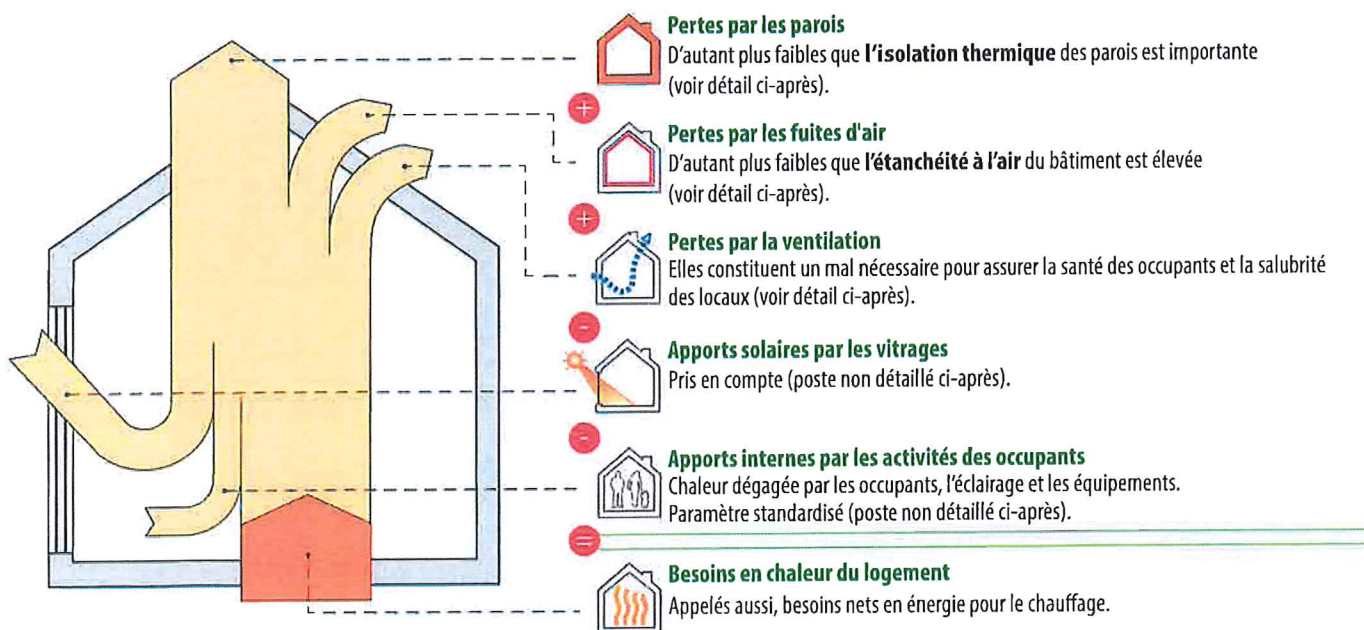 Pertes par les parois
D'autant plus faibles que l'isolation thermique des parois est importante
(voir détail ci-après).
+
Pertes par les fuites d'air
D'autant plus faibles que l'étanchéité à l'air du bâtiment est élevée
(voir détail ci-après).
+
Pertes par la ventilation
Elles constituent un mal nécessaire pour assurer la santé des occupants et la salubrité
des locaux (voir détail ci-après).
-
Apports solaires par les vitrages
Pris en compte (poste non détaillé ci-après).
-
Apports internes par les activités des occupants
Chaleur dégagée par les occupants, l'éclairage et les équipements.
Paramètre standardisé (poste non détaillé ci-après).
=
Besoins en chaleur du logement
Appelés aussi, besoins nets en énergie pour le chauffage.